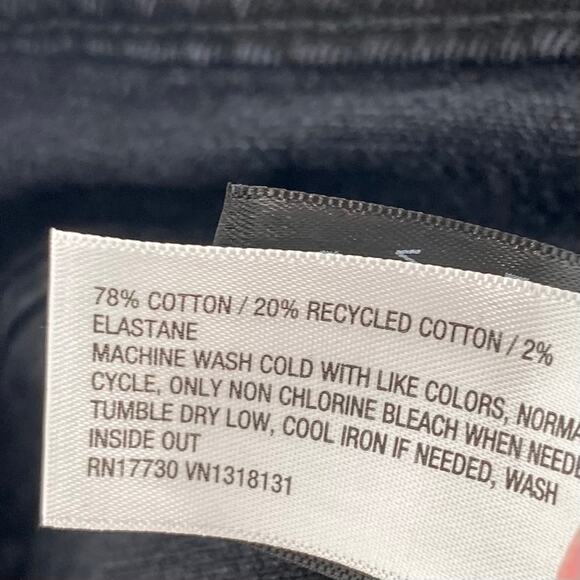 78% COTTON / 20% RECYCLED COTTON / 2%
ELASTANE
MACHINE WASH COLD WITH LIKE COLORS, NORMA
CYCLE, ONLY NON CHLORINE BLEACH WHEN NEEDE
TUMBLE DRY LOW, COOL IRON IF NEEDED, WASH
INSIDE OUT
RN17730 VN1318131